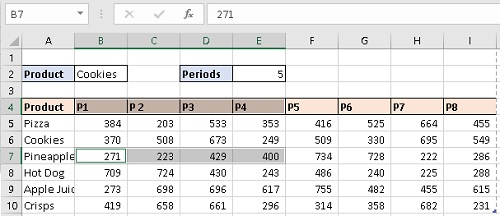 B7 fx 271
A B C D E F G H I
1
2 Product Cookies Periods 5
3
4 Product P1 P 2 P3 P4 P5 P6 P7 P8
5 Pizza 384 203 533 353 416 525 664 455
6 Cookies 370 508 673 249 509 330 695 549
7 Pineapple 271 223 429 400 734 728 222 286
8 Hot Dog 709 724 430 243 486 240 225 288
9 Apple Juic 273 698 696 617 755 482 455 615
10 Crisps 419 658 661 296 314 358 682 231